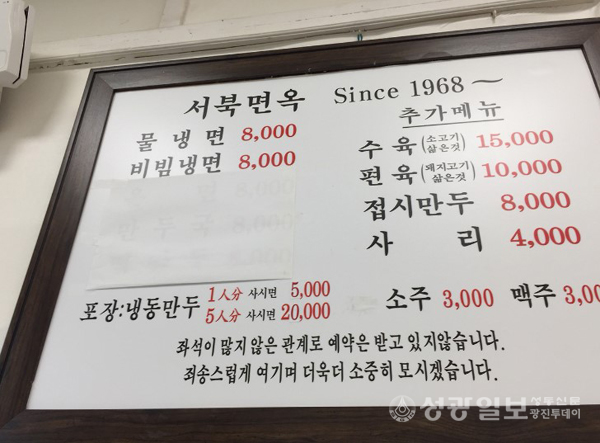 서북면옥 Since 1968~
물냉면 8,000
비빔냉면 8,000
추가메뉴
수육(소고기 삶은것) 15,000
편육(돼지고기 삶은것) 10,000
접시만두 8,000
사리 4,000
포장:냉동만두 1人分 사시면 5,000
5人分 사시면 20,000
소주 3,000 맥주
좌석이 많지않은 관계로 예약은 받고 있지않습니다.
죄송스럽게 여기며 더욱더 소중히 모시겠습니다.
성광일보 성동신문
광진투데이